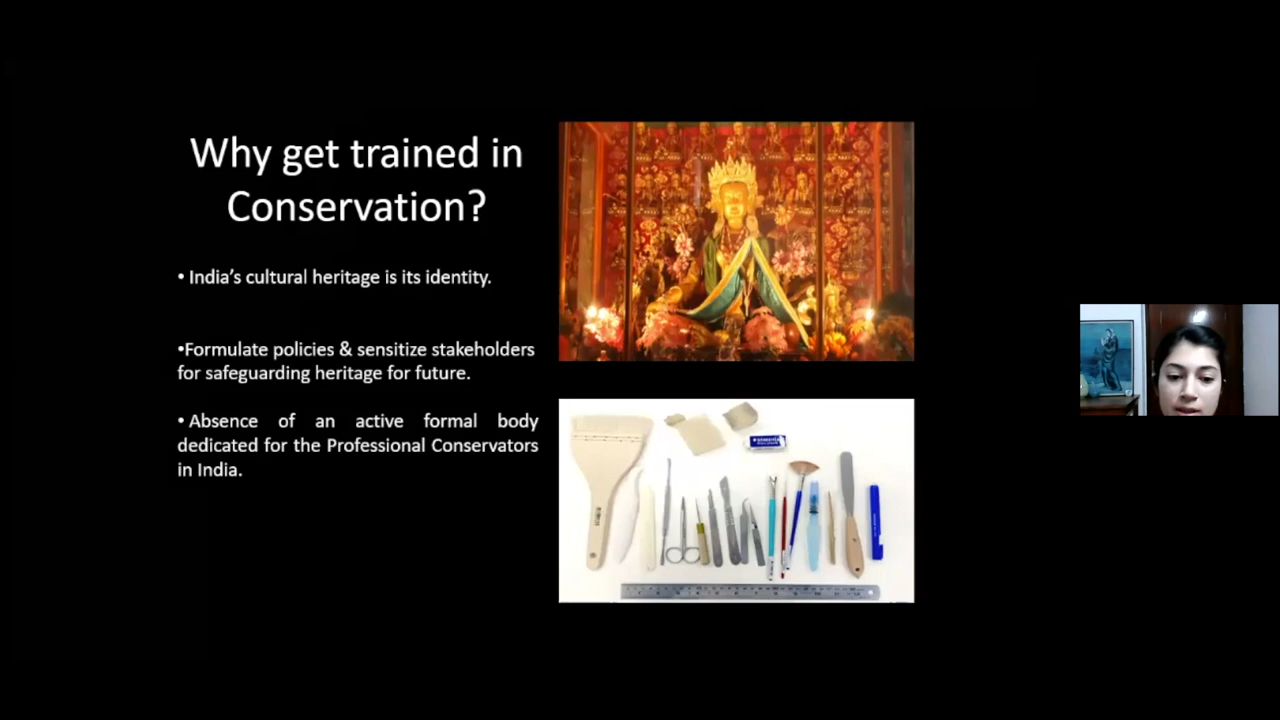 Why get trained in
Conservation?
• India's cultural heritage is its identity.
•Formulate policies & sensitize stakeholders
for safeguarding heritage for future.
• Absence of an active formal body
dedicated for the Professional Conservators
in India.